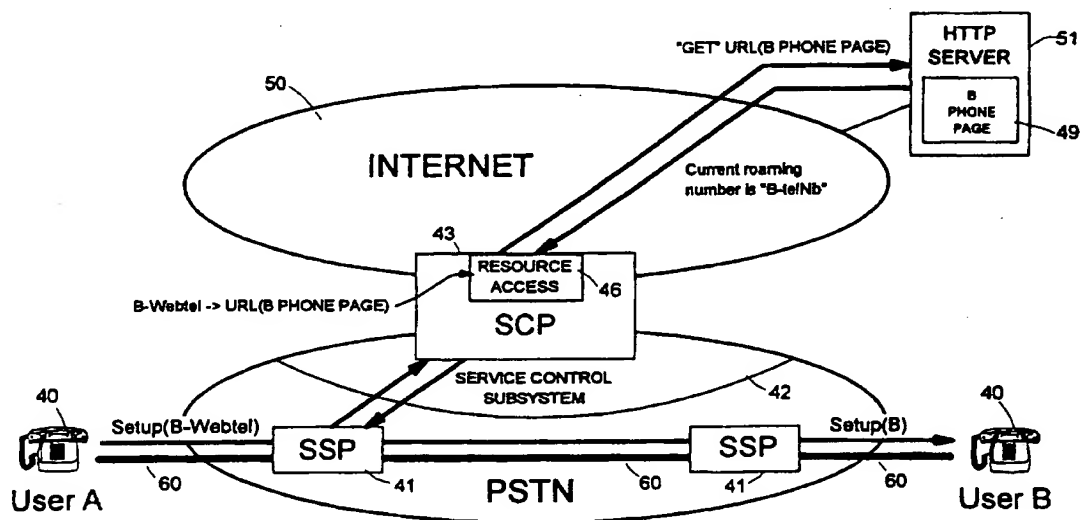 "GET" URL(B PHONE PAGE)
HTTP
SERVER
51
B
PHONE
PAGE
49
50
INTERNET
Current roaming
number is "B-telNb"
43
RESOURCE
ACCESS
46
B-Webtel -> URL(B PHONE PAGE)
SCP
SERVICE CONTROL
SUBSYSTEM
42
40
Setup(B-Webtel)
SSP
41
60
60
SSP
41
Setup(B)
60
40
User A
PSTN
User B